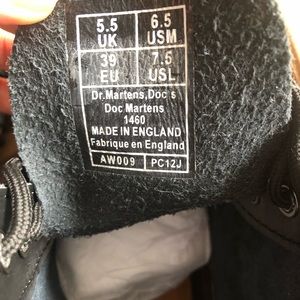 5.5 6.5
UK USM
39 7.5
EU USL
Dr.Martens,Doc's
Doc Martens
1460
MADE IN ENGLAND
Fabrique en England
AW009 PC12J